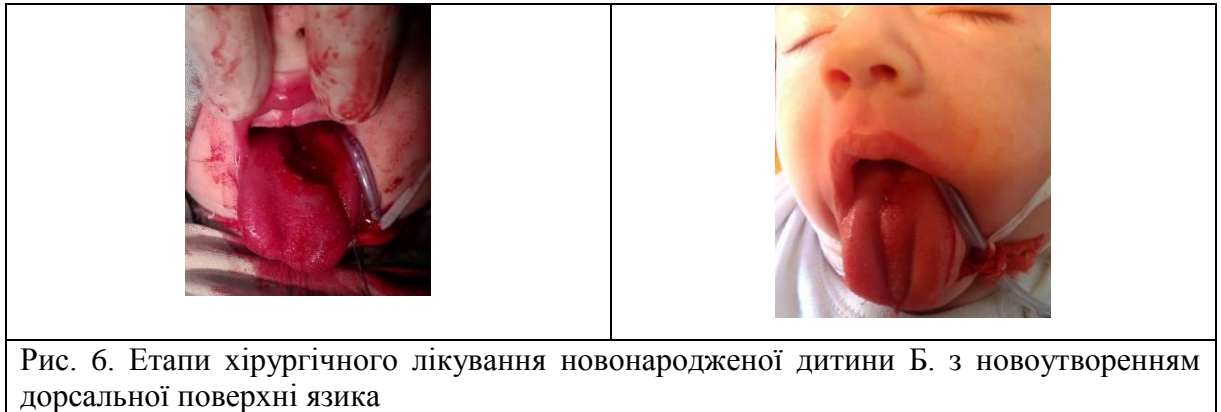 Рис. 6. Етапи хірургічного лікування новонародженої дитини Б. з новоутворенням
дорсальної поверхні язика